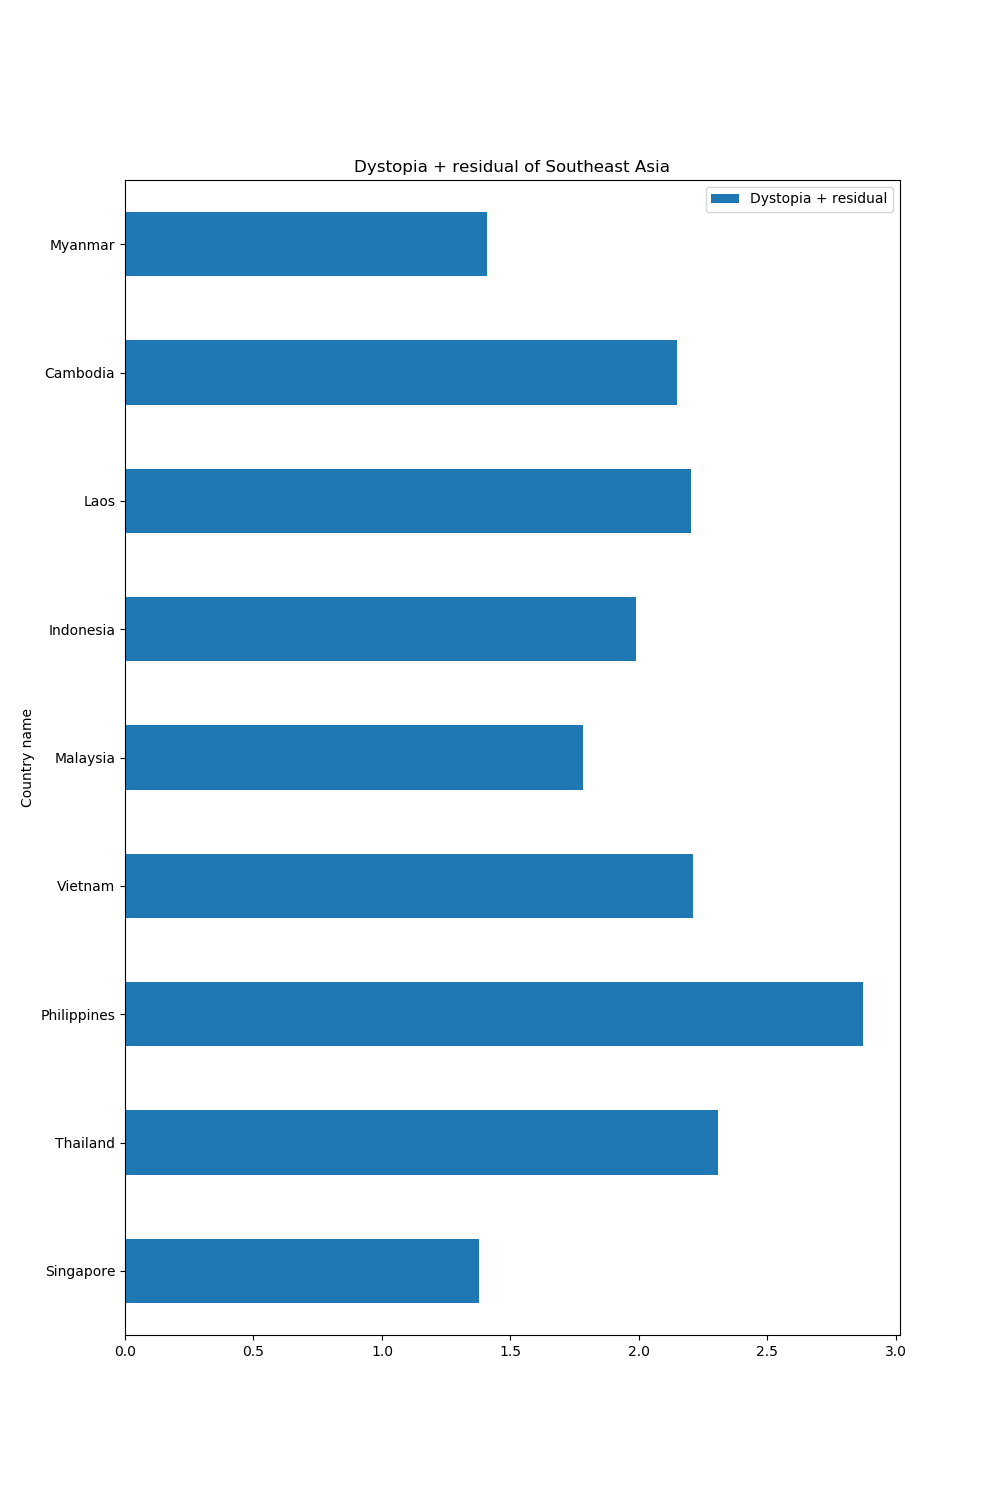 Dystopia + residual of Southeast Asia
Dystopia + residual
Myanmar
Cambodia
Laos
Indonesia
Malaysia
Vietnam
Philippines
Thailand
Singapore
Country name
0.0 0.5 1.0 1.5 2.0 2.5 3.0